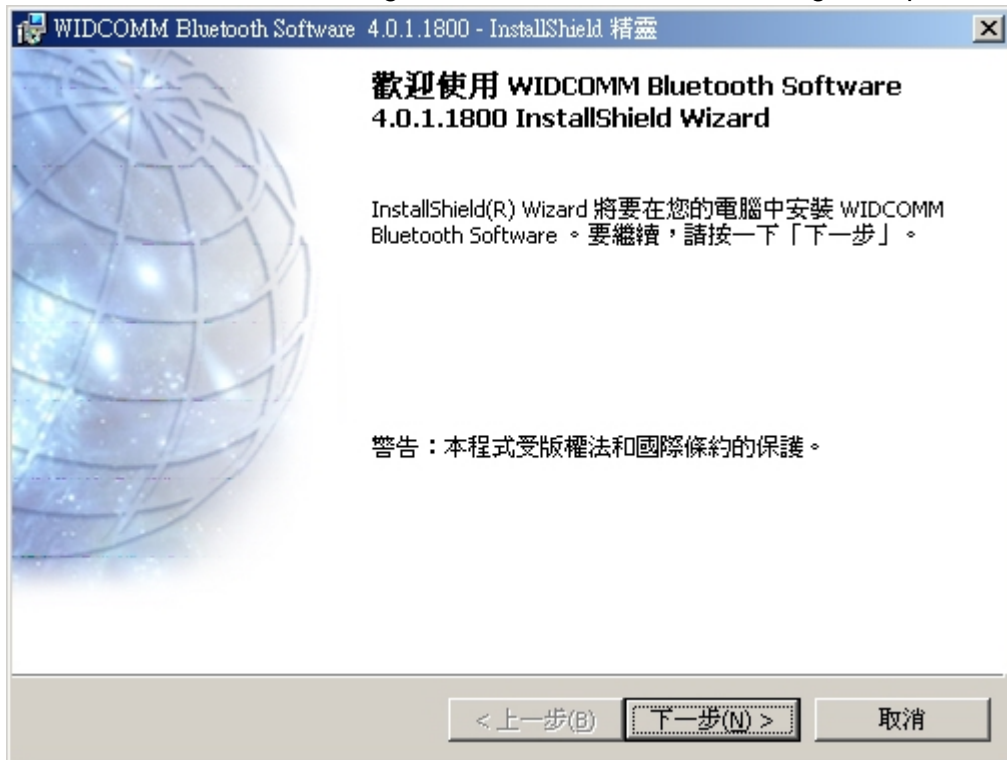 WIDCOMM Bluetooth Software 4.0.1.1800 - InstallShield 精靈
歡迎使用 WIDCOMM Bluetooth Software
4.0.1.1800 InstallShield Wizard
InstallShield(R) Wizard 將要在您的電腦中安裝 WIDCOMM
Bluetooth Software 。要繼續，請按一下「下一步」。
警告：本程式受版權法和國際條約的保護。
< 上一步(B)
下一步(N) >
取消